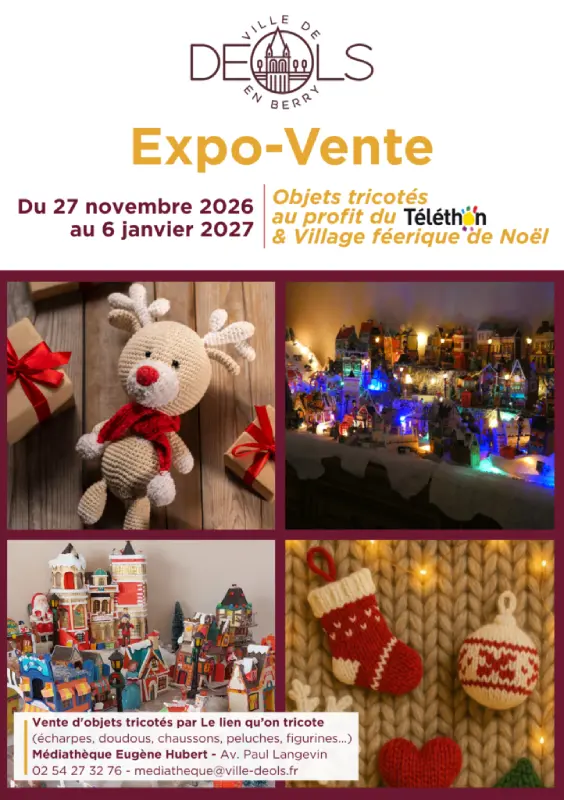 VILLE DE
DEOLS
EN BERRY
Expo-Vente
Du 27 novembre 2026
au 6 janvier 2027
Objets tricotés
au profit du Téléthon
& Village féerique de Noël
Vente d'objets tricotés par Le lien qu'on tricote
(écharpes, doudous, chaussons, peluches, figurines...)
Médiathèque Eugène Hubert - Av. Paul Langevin
02 54 27 32 76 - mediatheque@ville-deols.fr